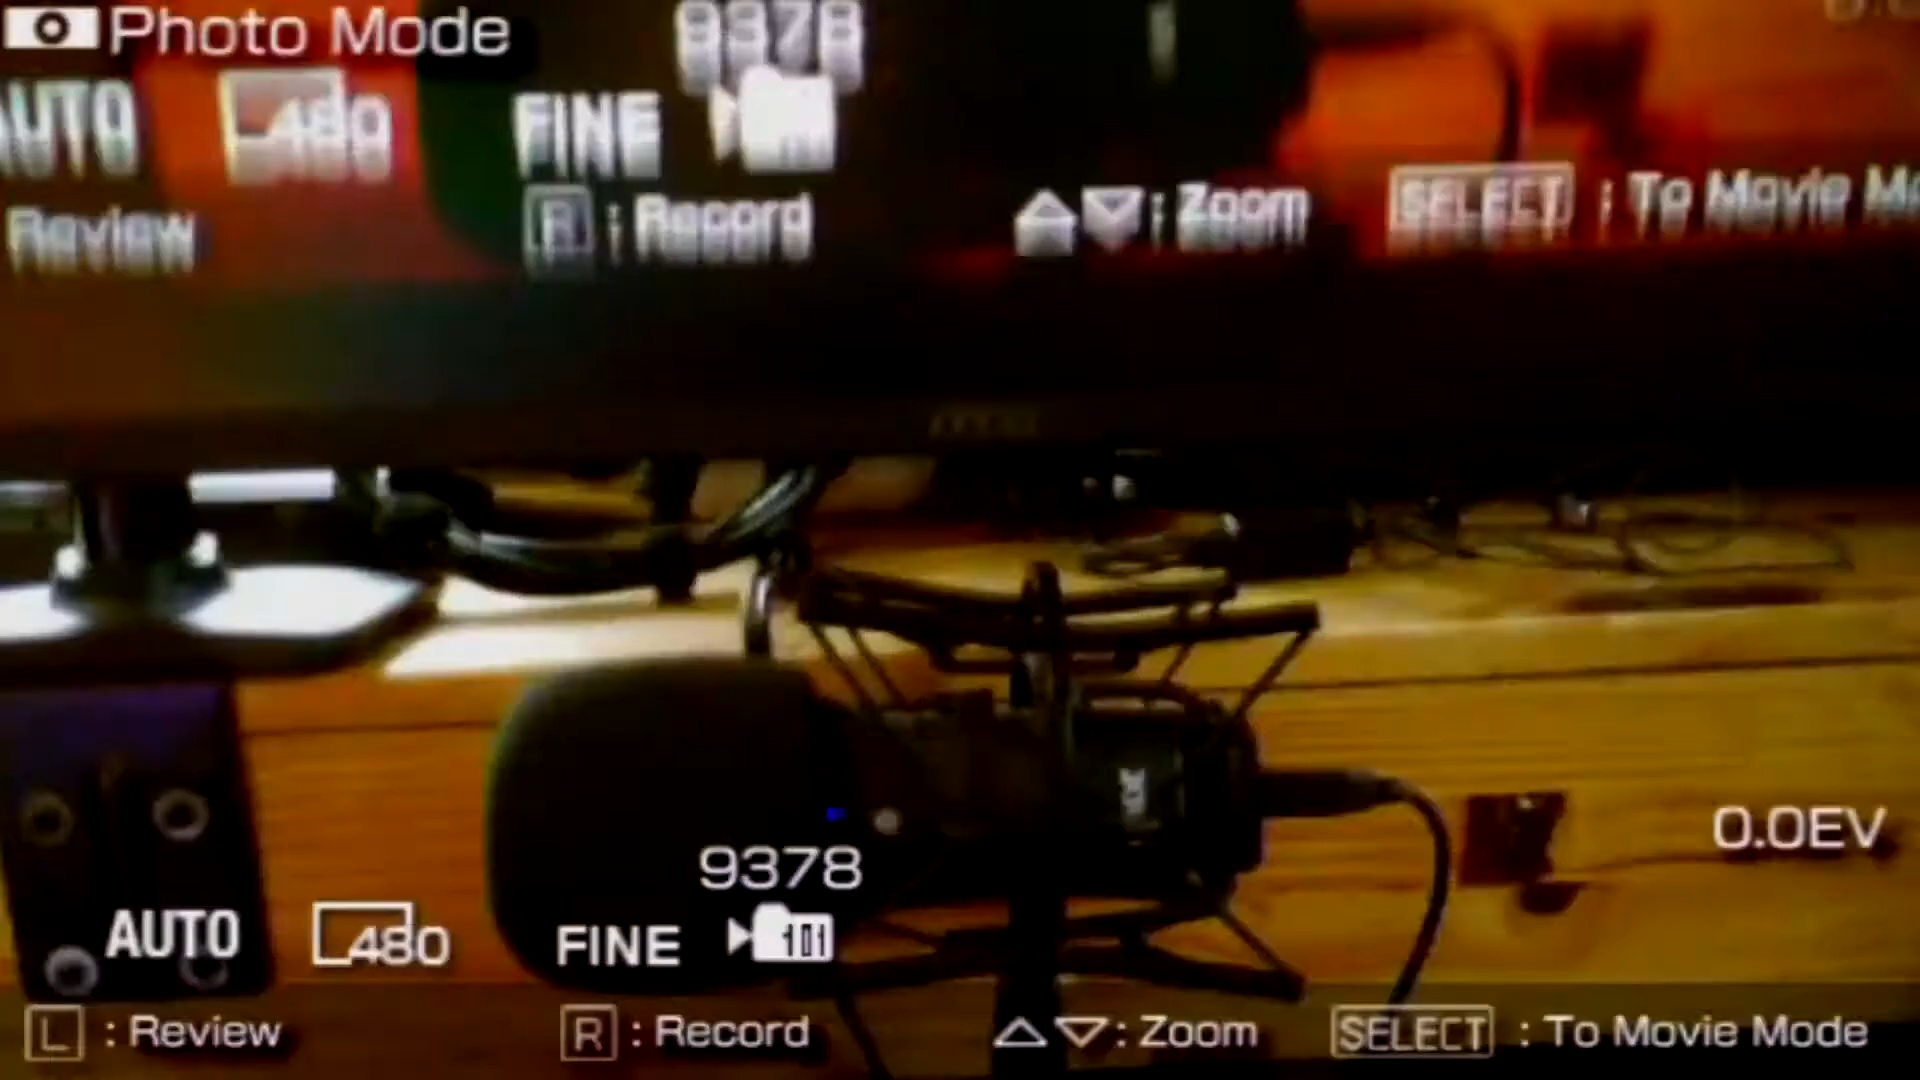 Photo Mode
9378
AUTO 480 FINE
Review R : Record : Zoom SELECT : To Movie Mo
0.0EV
9378
AUTO 480 FINE 101
L : Review R : Record : Zoom SELECT : To Movie Mode